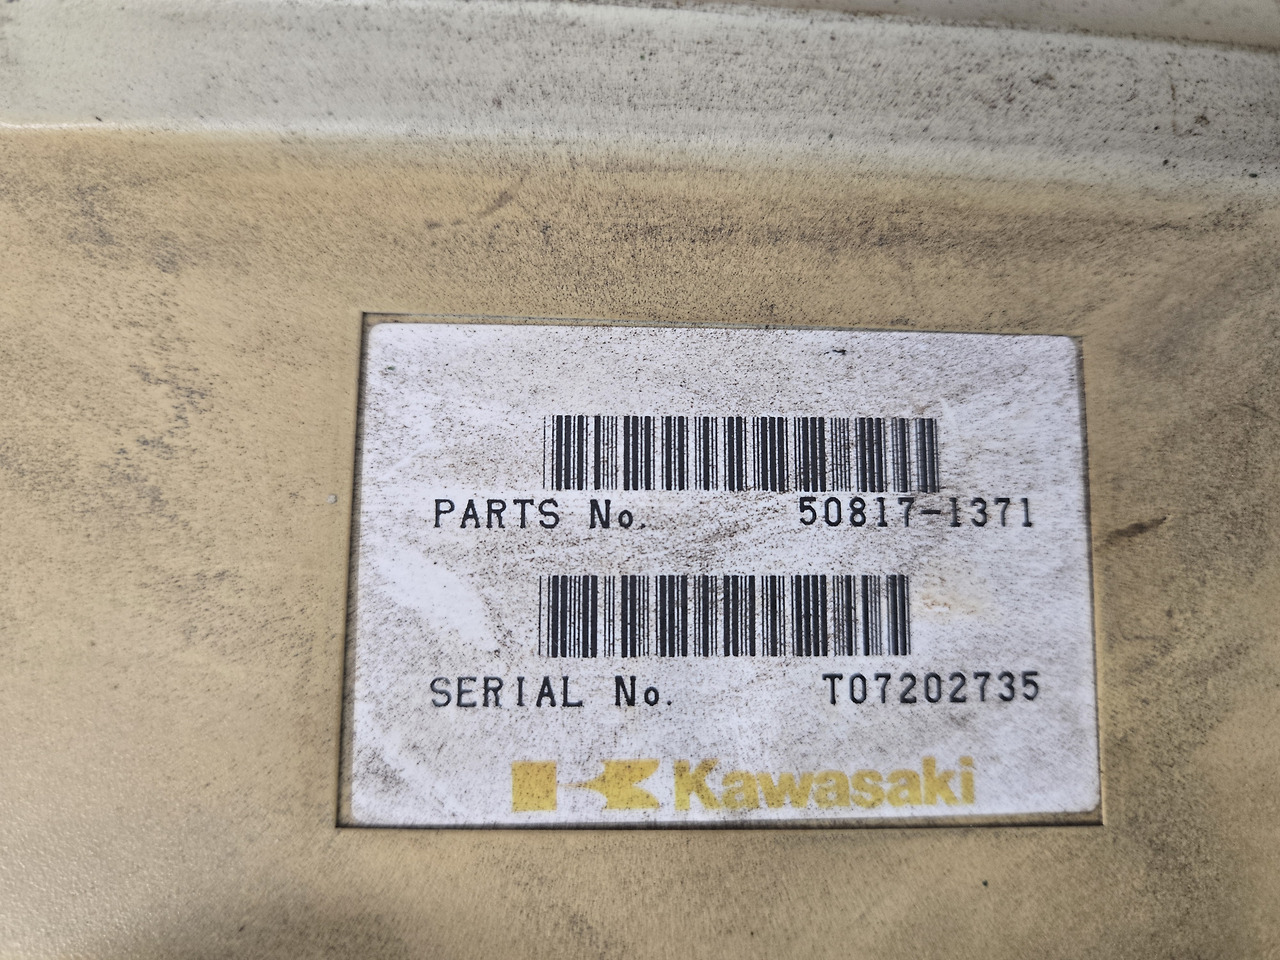 PARTS No. 50817-1371
SERIAL No. T07202735
Kawasaki